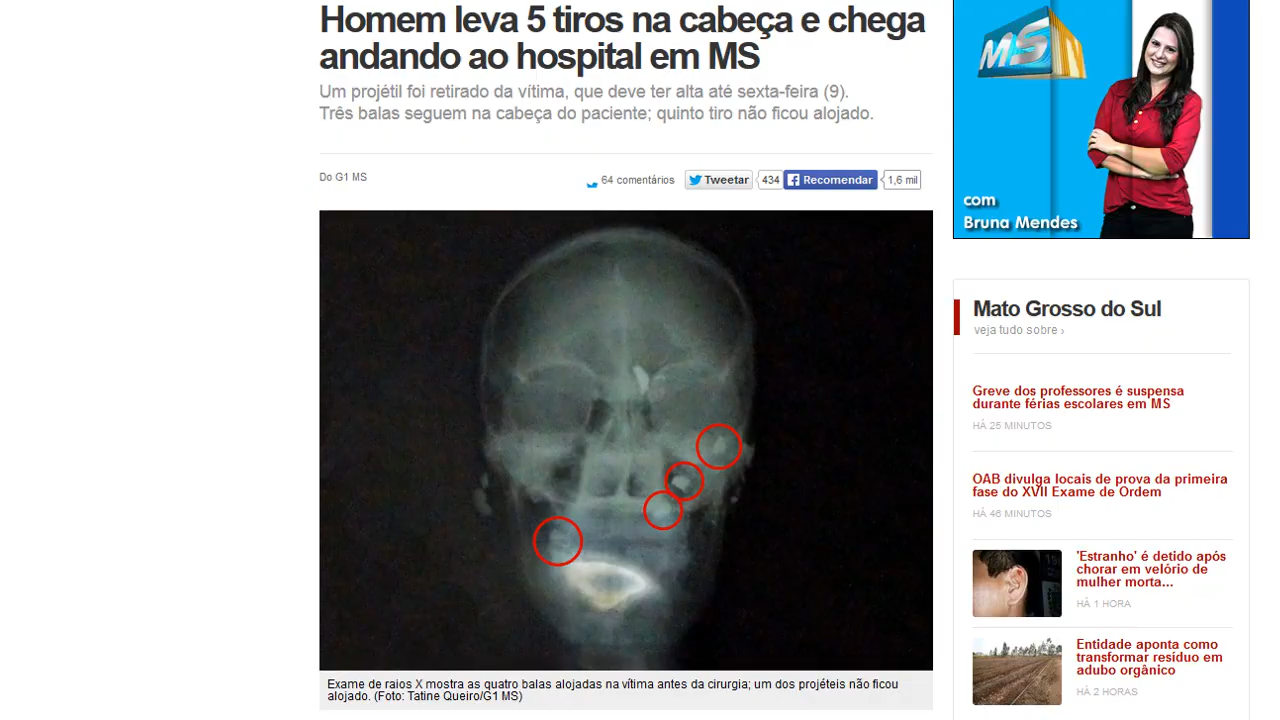 Homem leva 5 tiros na cabeça e chega
andando ao hospital em MS
Um projétil foi retirado da vítima, que deve ter alta até sexta-feira (9).
Três balas seguem na cabeça do paciente; quinto tiro não ficou alojado.
Do G1 MS
64 comentários
Tweetar
434
Recomendar
1,6 mil
Exame de raios X mostra as quatro balas alojadas na vítima antes da cirurgia; um dos projéteis não ficou
alojado. (Foto: Tatine Queiro/G1 MS)
MS
com
Bruna Mendes
Mato Grosso do Sul
veja tudo sobre ›
Greve dos professores é suspensa
durante férias escolares em MS
HÁ 25 MINUTOS
OAB divulga locais de prova da primeira
fase do XVII Exame de Ordem
HÁ 46 MINUTOS
'Estranho' é detido após
chorar em velório de
mulher morta...
HÁ 1 HORA
Entidade aponta como
transformar resíduo em
adubo orgânico
HÁ 2 HORAS